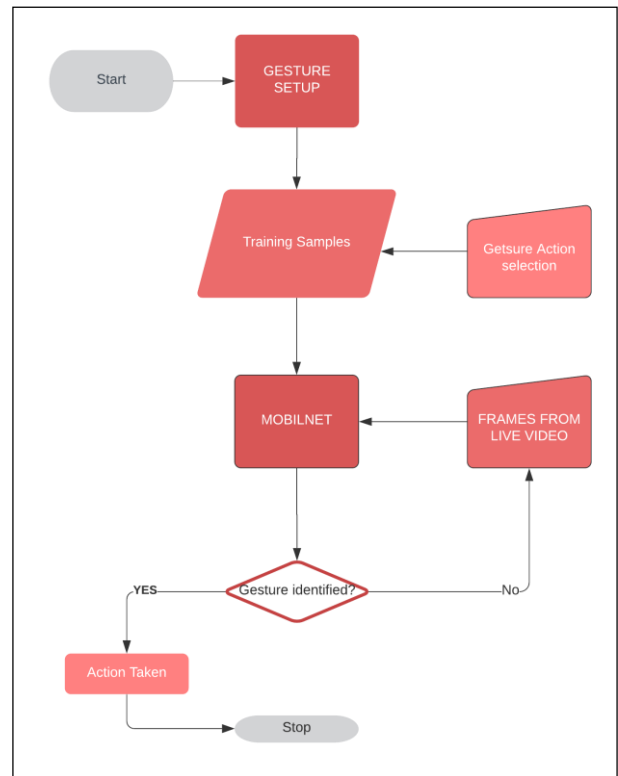 Start
GESTURE
SETUP
Training Samples
Getsure Action
selection
MOBILNET
FRAMES FROM
LIVE VIDEO
Gesture identified?
YES
No
Action Taken
Stop